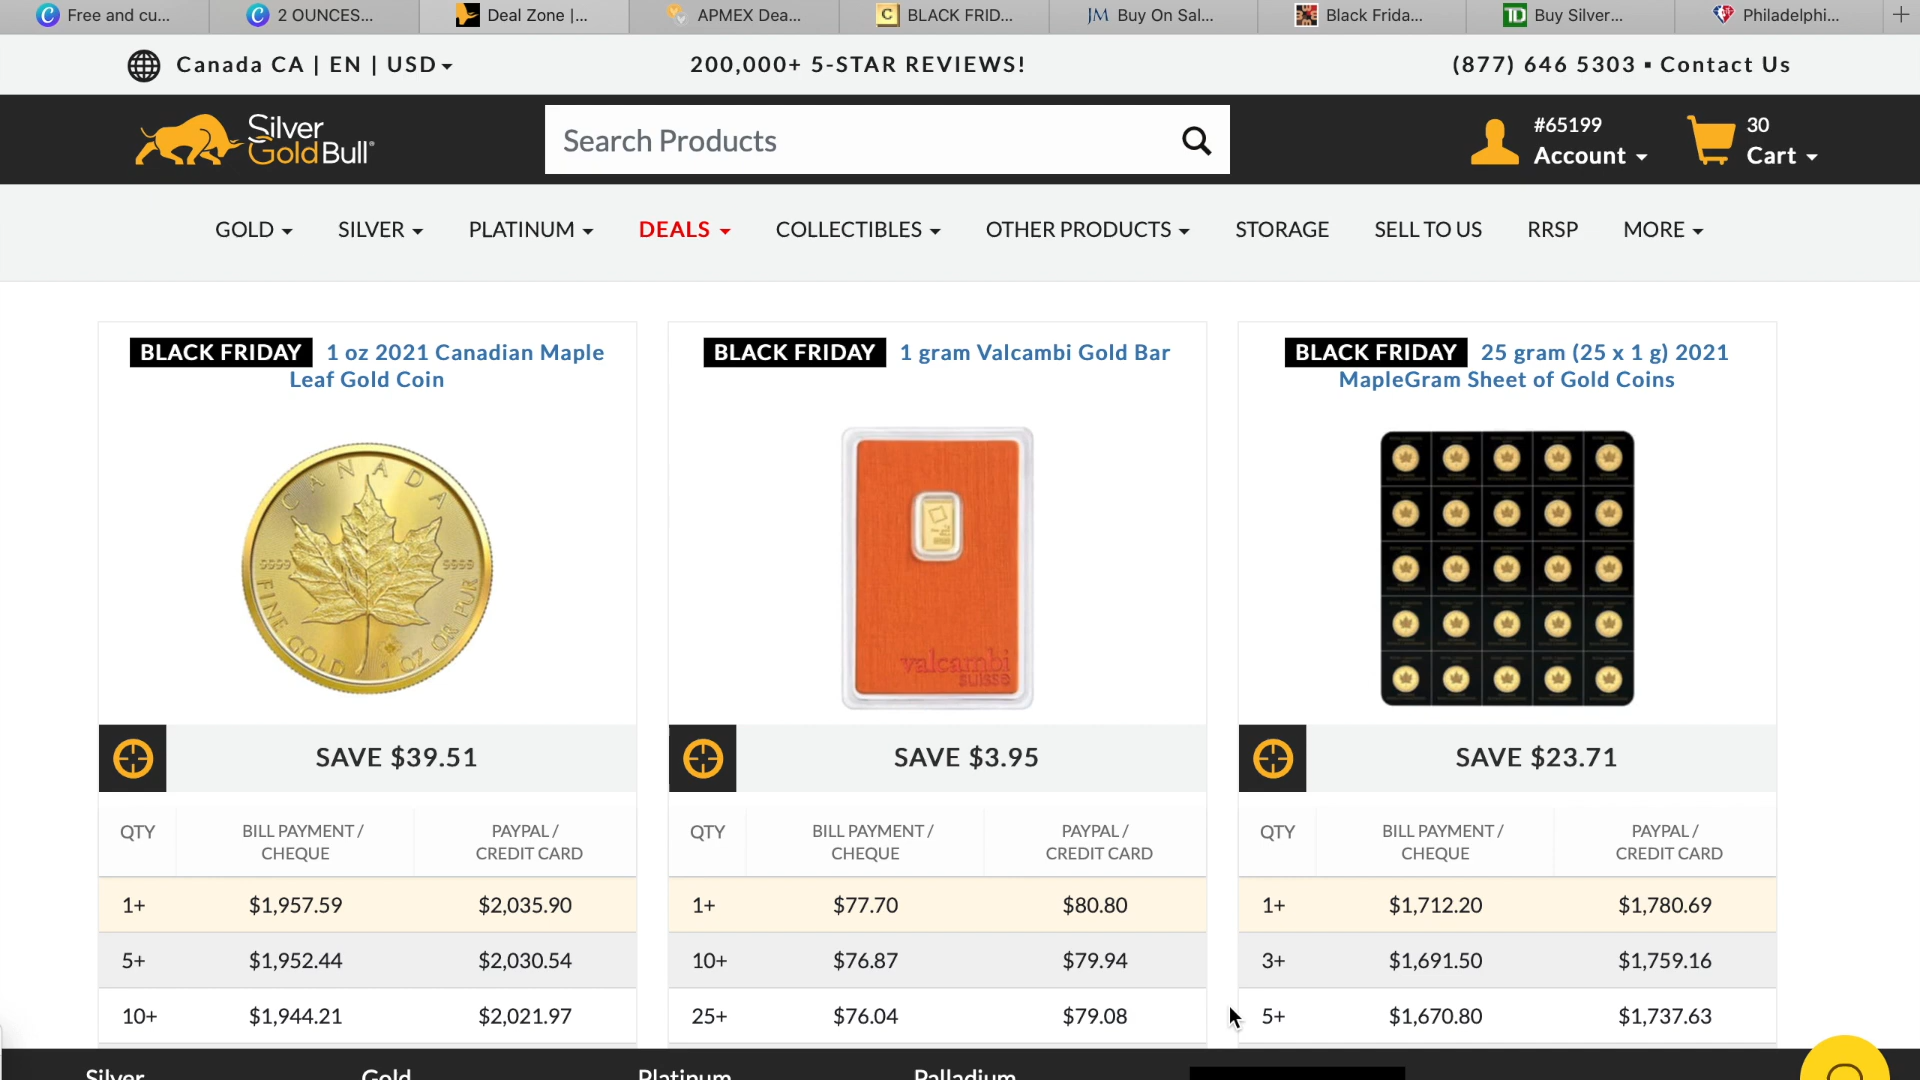 Free and cu...
2 OUNCES...
Deal Zone |...
APMEX Dea...
BLACK FRID...
JM Buy On Sal...
Black Frida...
TD Buy Silver...
Philadelphi...
Canada CA | EN | USD
200,000+ 5-STAR REVIEWS!
(877) 646 5303 ▪ Contact Us
Silver
GoldBull®
Search Products
#65199
Account
30
Cart
GOLD
SILVER
PLATINUM
DEALS
COLLECTIBLES
OTHER PRODUCTS
STORAGE
SELL TO US
RRSP
MORE
BLACK FRIDAY 1 oz 2021 Canadian Maple
Leaf Gold Coin
CANADA
9999 9999
FINE GOLD 1 OZ OR PUR
SAVE $39.51
QTY BILL PAYMENT / CHEQUE PAYPAL / CREDIT CARD
1+ $1,957.59 $2,035.90
5+ $1,952.44 $2,030.54
10+ $1,944.21 $2,021.97
BLACK FRIDAY 1 gram Valcambi Gold Bar
valcambi
suisse
SAVE $3.95
QTY BILL PAYMENT / CHEQUE PAYPAL / CREDIT CARD
1+ $77.70 $80.80
10+ $76.87 $79.94
25+ $76.04 $79.08
BLACK FRIDAY 25 gram (25 x 1 g) 2021
MapleGram Sheet of Gold Coins
SAVE $23.71
QTY BILL PAYMENT / CHEQUE PAYPAL / CREDIT CARD
1+ $1,712.20 $1,780.69
3+ $1,691.50 $1,759.16
5+ $1,670.80 $1,737.63
Silver
Gold
Platinum
Palladium